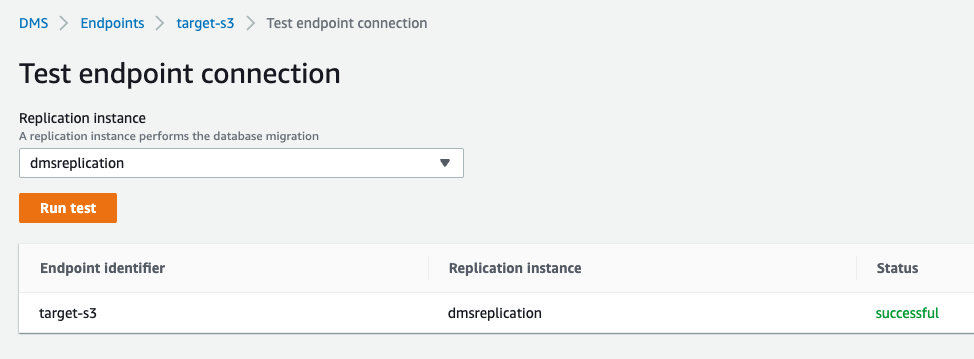 DMS > Endpoints > target-s3 > Test endpoint connection
Test endpoint connection
Replication instance
A replication instance performs the database migration
dmsreplication
Run test
Endpoint identifier Replication instance Status
target-s3 dmsreplication successful